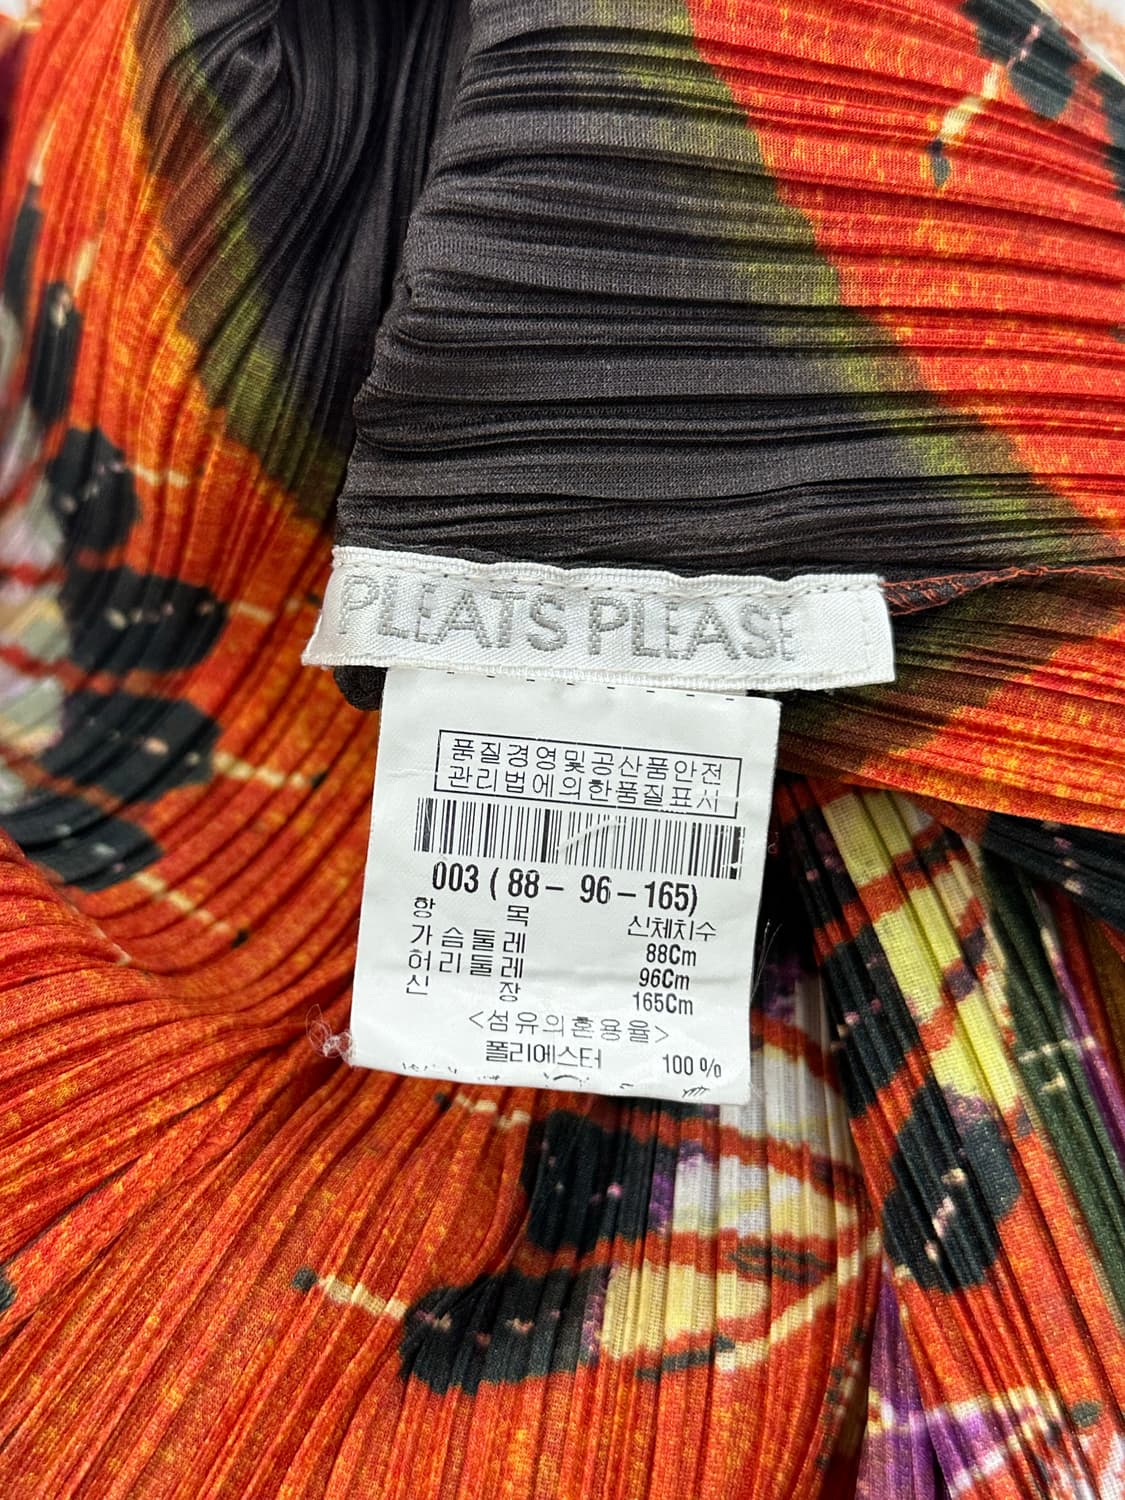 PLEATS PLEASE
품질경영및공산품안전
관리법에의한품질표시
003 ( 88 - 96 - 165)
항 목 신체치수
가슴둘레 88Cm
허리둘레 96Cm
신 장 165Cm
<섬유의혼용율>
폴리에스터 100 %